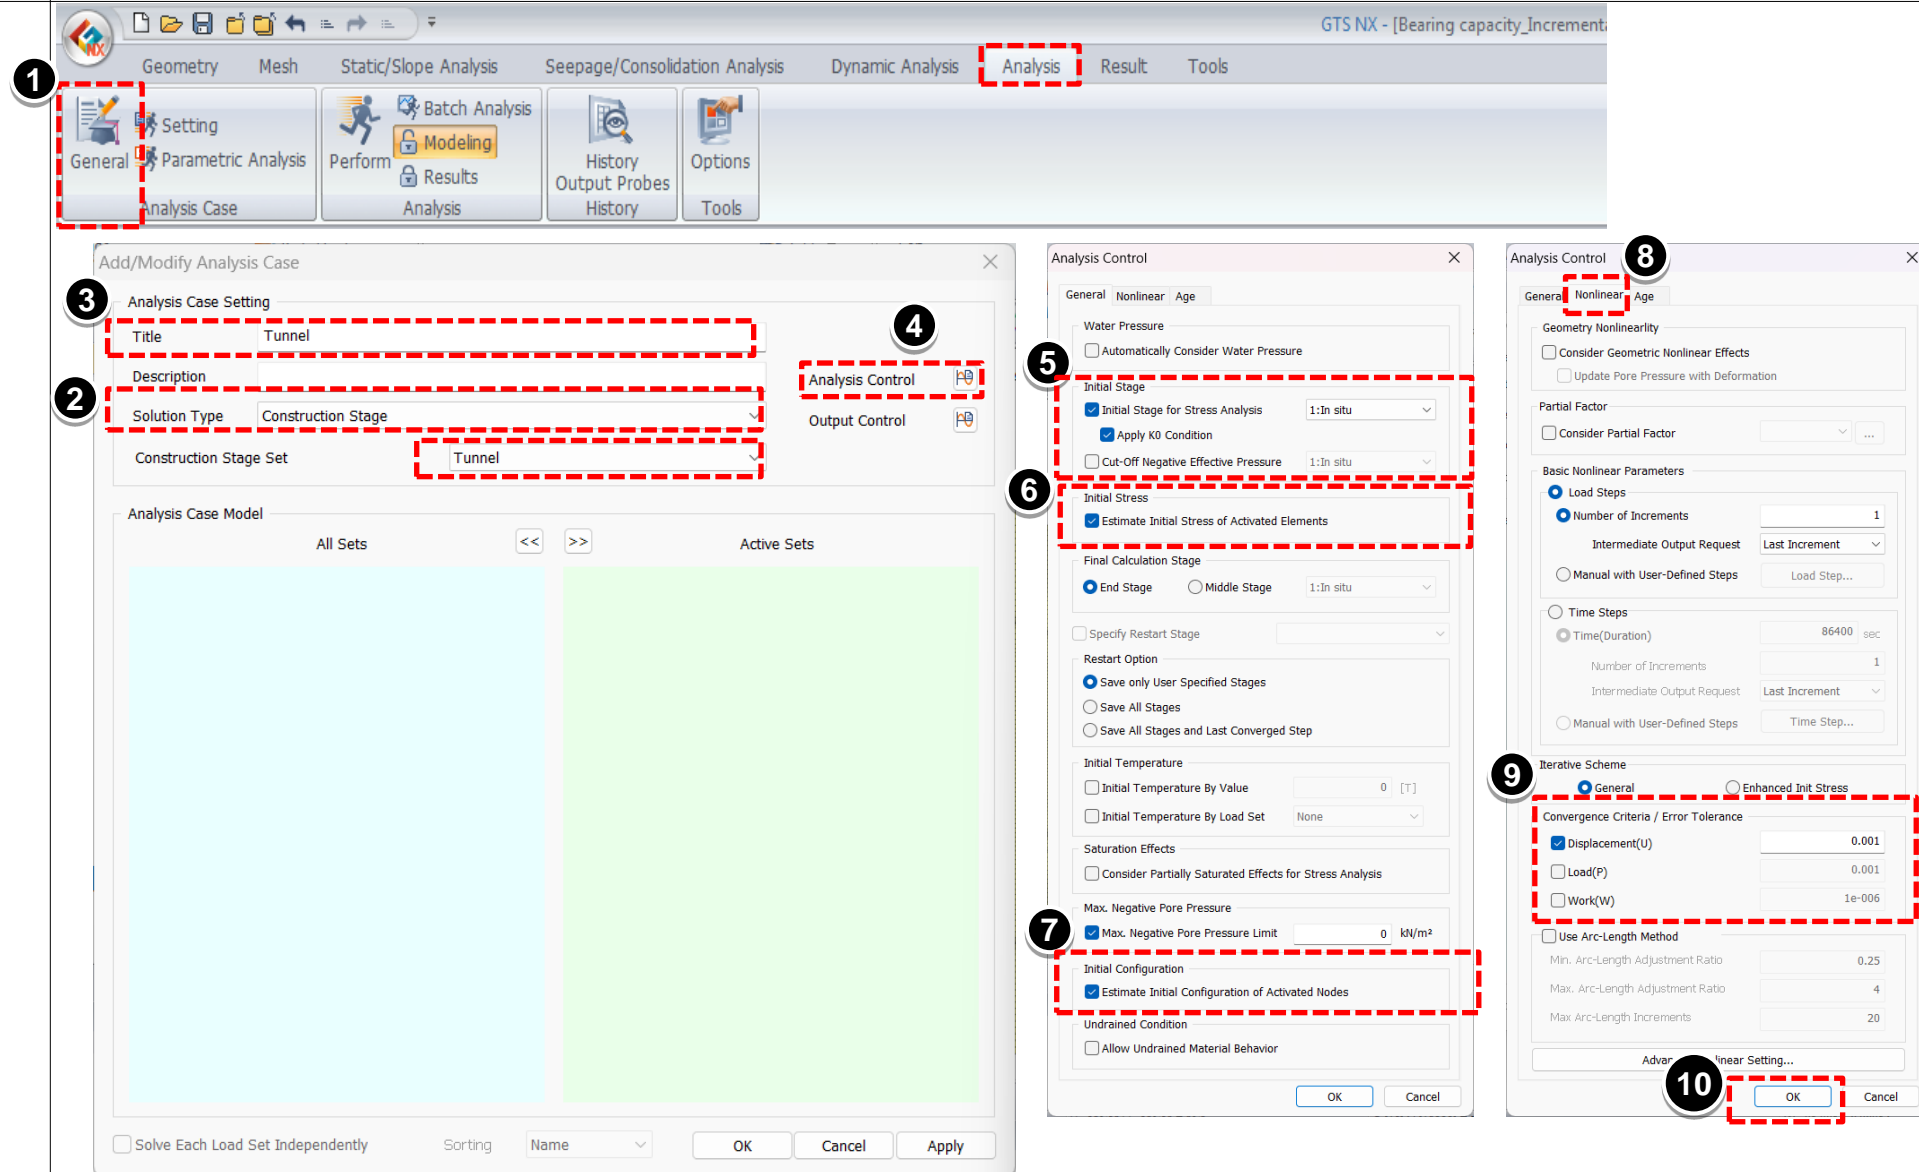 GTS NX - [Bearing capacity_Incrementa
NX
Geometry Mesh Static/Slope Analysis Seepage/Consolidation Analysis Dynamic Analysis Analysis Result Tools
1
General
Setting
Parametric Analysis
Analysis Case
Perform
Batch Analysis
Modeling
Results
Analysis
History
Output Probes
History
Options
Tools
Add/Modify Analysis Case
3
Analysis Case Setting
Title Tunnel
Description
2
Solution Type Construction Stage
Construction Stage Set Tunnel
4
Analysis Control
Output Control
Analysis Case Model
All Sets << >> Active Sets
Solve Each Load Set Independently Sorting Name OK Cancel Apply
Analysis Control
General Nonlinear Age
Water Pressure
Automatically Consider Water Pressure
5
Initial Stage
Initial Stage for Stress Analysis 1:In situ
Apply K0 Condition
Cut-Off Negative Effective Pressure 1:In situ
6
Initial Stress
Estimate Initial Stress of Activated Elements
Final Calculation Stage
End Stage Middle Stage 1:In situ
Specify Restart Stage
Restart Option
Save only User Specified Stages
Save All Stages
Save All Stages and Last Converged Step
Initial Temperature
Initial Temperature By Value 0 [T]
Initial Temperature By Load Set None
Saturation Effects
Consider Partially Saturated Effects for Stress Analysis
Max. Negative Pore Pressure
7
Max. Negative Pore Pressure Limit 0 kN/m²
Initial Configuration
Estimate Initial Configuration of Activated Nodes
Undrained Condition
Allow Undrained Material Behavior
OK Cancel
Analysis Control
8
General Nonlinear Age
Geometry Nonlinearlity
Consider Geometric Nonlinear Effects
Update Pore Pressure with Deformation
Partial Factor
Consider Partial Factor ...
Basic Nonlinear Parameters
Load Steps
Number of Increments 1
Intermediate Output Request Last Increment
Manual with User-Defined Steps Load Step...
Time Steps
Time(Duration) 86400 sec
Number of Increments 1
Intermediate Output Request Last Increment
Manual with User-Defined Steps Time Step...
9
Iterative Scheme
General Enhanced Init Stress
Convergence Criteria / Error Tolerance
Displacement(U) 0.001
Load(P) 0.001
Work(W) 1e-006
Use Arc-Length Method
Min. Arc-Length Adjustment Ratio 0.25
Max. Arc-Length Adjustment Ratio 4
Max Arc-Length Increments 20
Setting...
10
OK Cancel